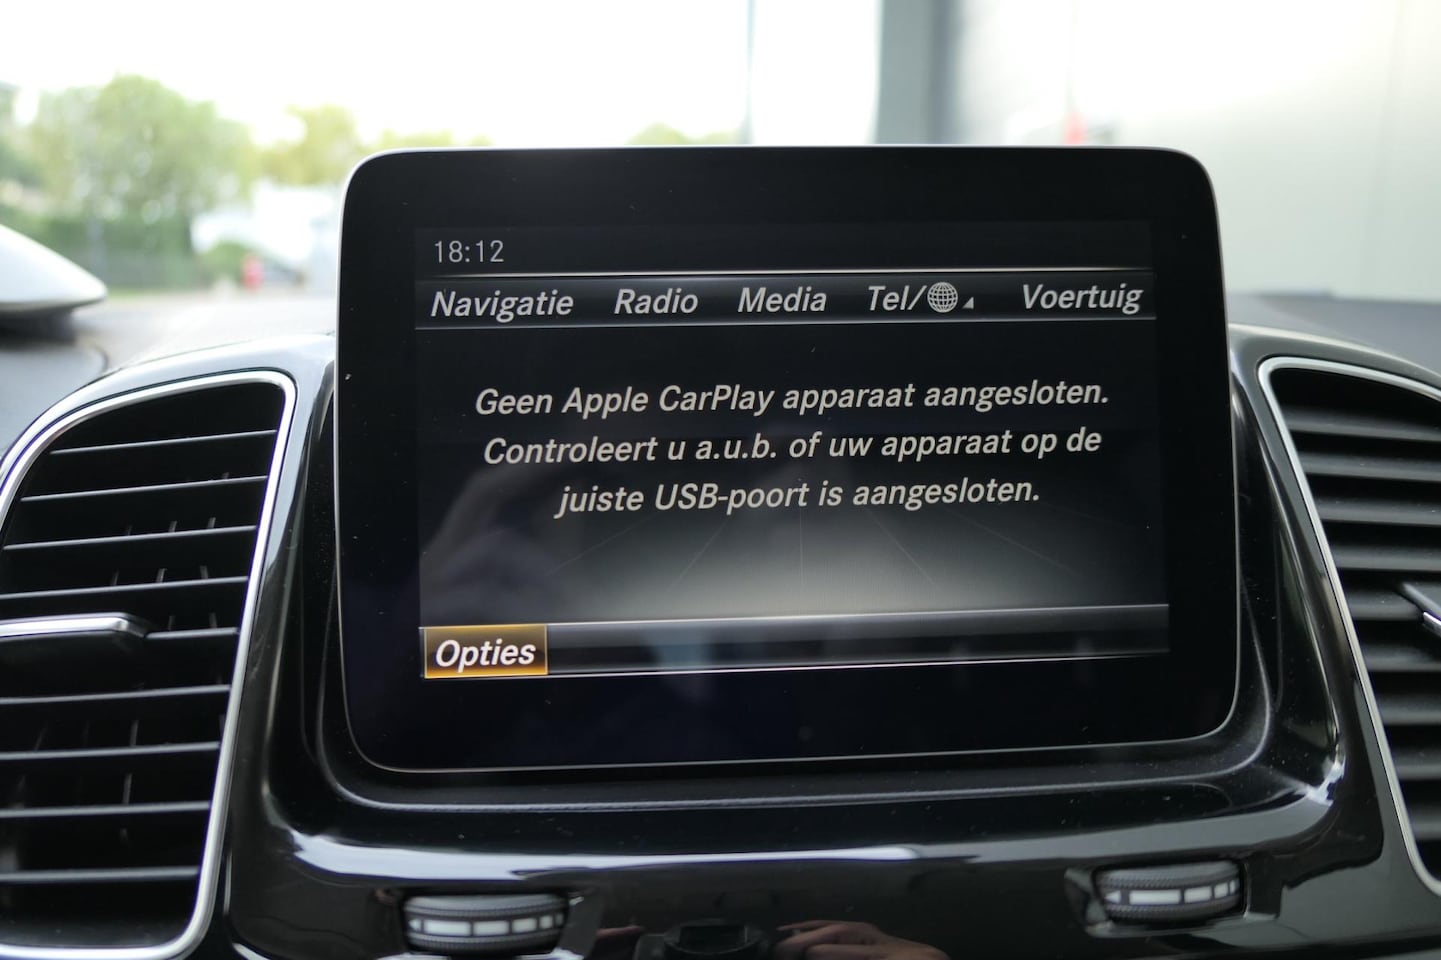 18:12
Navigatie Radio Media Tel/ Voertuig
Geen Apple CarPlay apparaat aangesloten.
Controleert u a.u.b. of uw apparaat op de
juiste USB-poort is aangesloten.
Opties